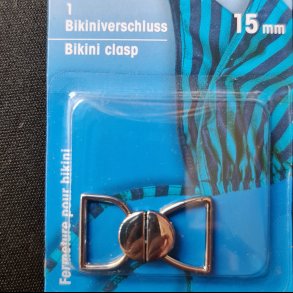 1
Bikiniverschluss
Bikini clasp
15 mm
Fermeture pour bikini